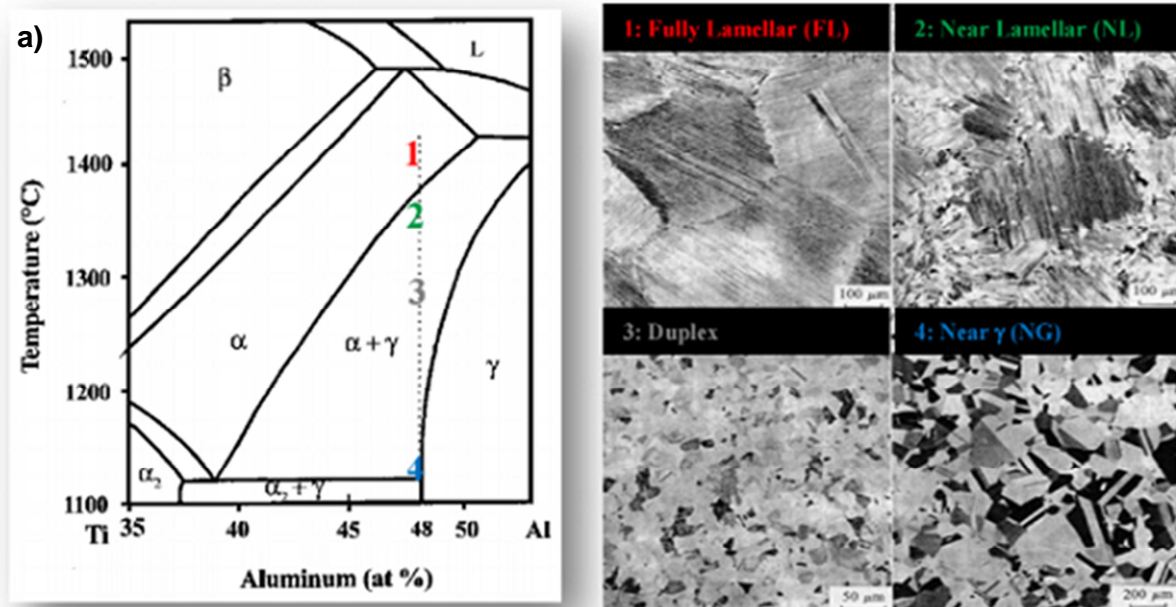 a)
1500
1400
1300
1200
1100
Temperature (°C)
β
L
1
2
3
4
α
α + γ
γ
α₂
α₂ + γ
Ti 35 40 45 48 50 Al
Aluminum (at %)
1: Fully Lamellar (FL)
100 μm
2: Near Lamellar (NL)
100 μm
3: Duplex
50 μm
4: Near γ (NG)
200 μm